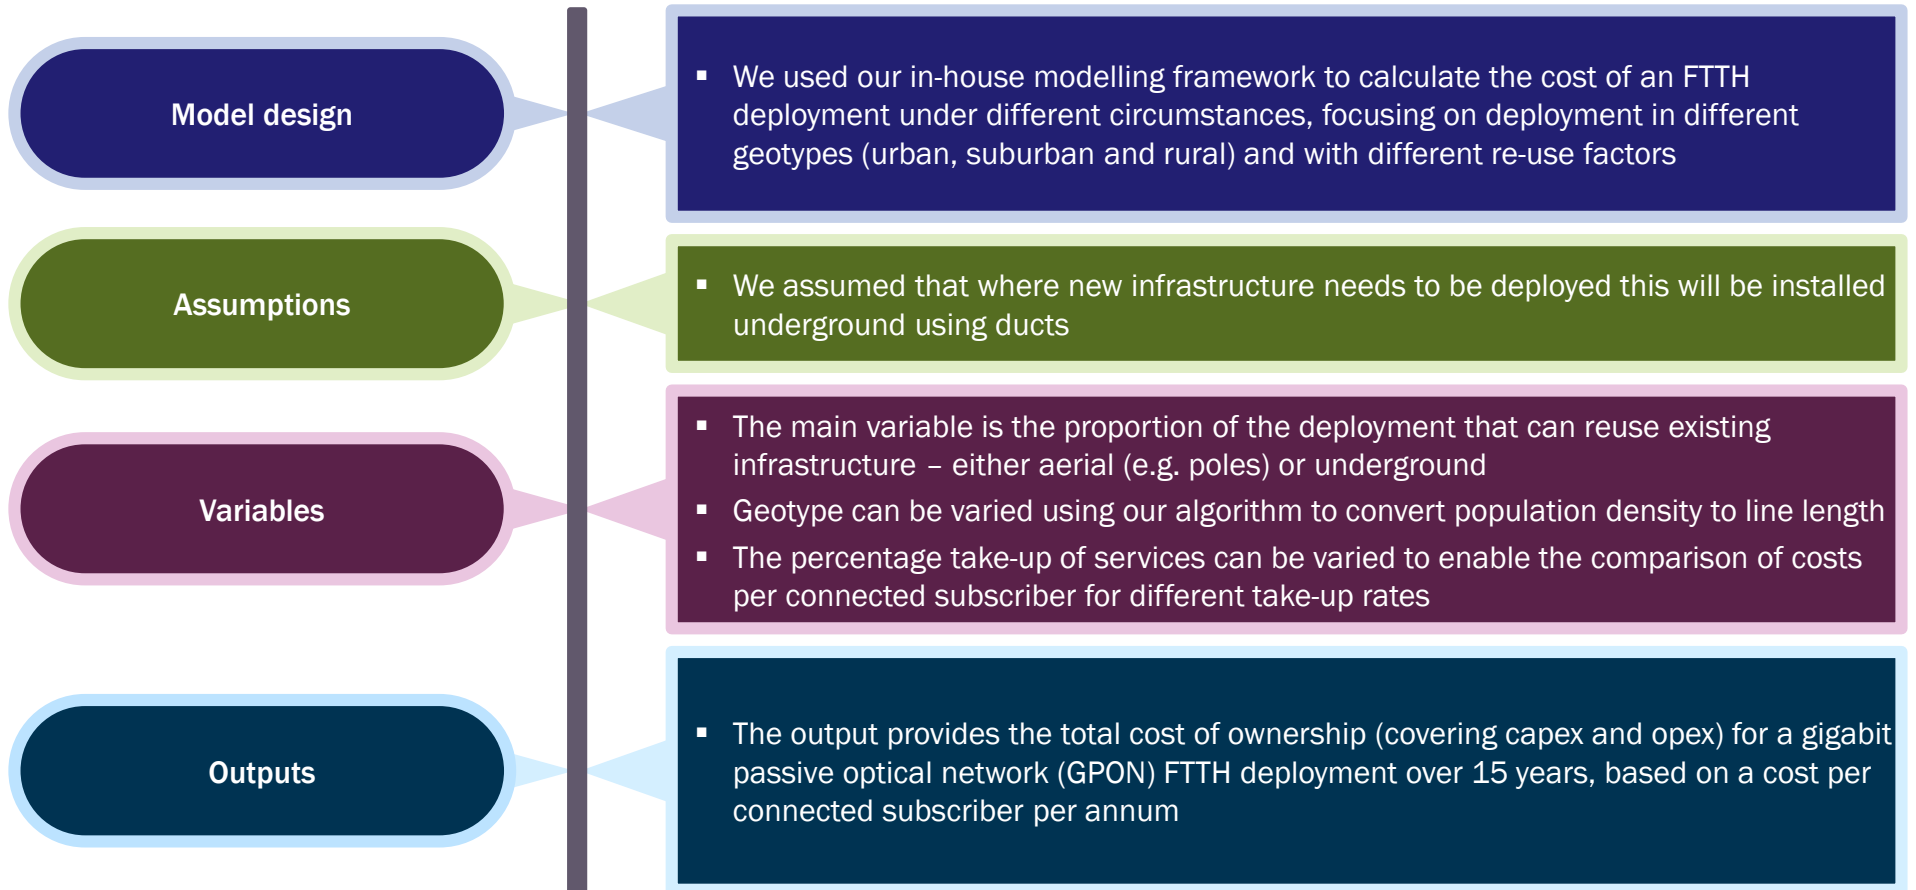 Model design
▪ We used our in-house modelling framework to calculate the cost of an FTTH
deployment under different circumstances, focusing on deployment in different
geotypes (urban, suburban and rural) and with different re-use factors
Assumptions
▪ We assumed that where new infrastructure needs to be deployed this will be installed
underground using ducts
Variables
▪ The main variable is the proportion of the deployment that can reuse existing
infrastructure – either aerial (e.g. poles) or underground
▪ Geotype can be varied using our algorithm to convert population density to line length
▪ The percentage take-up of services can be varied to enable the comparison of costs
per connected subscriber for different take-up rates
Outputs
▪ The output provides the total cost of ownership (covering capex and opex) for a gigabit
passive optical network (GPON) FTTH deployment over 15 years, based on a cost per
connected subscriber per annum